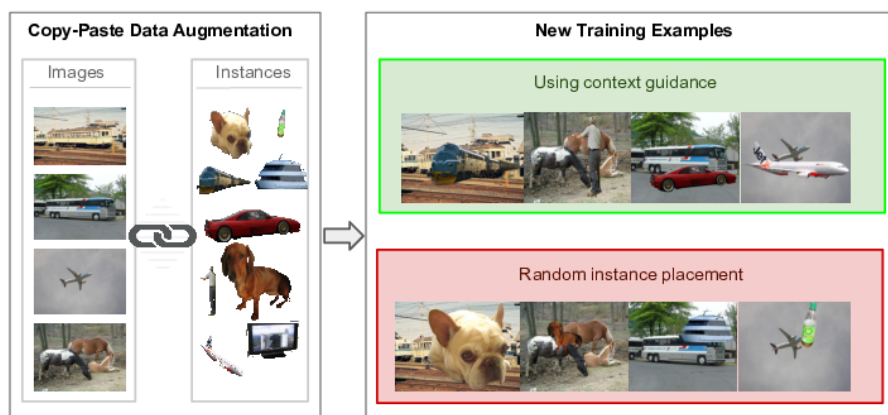 Copy-Paste Data Augmentation
Images
Instances
New Training Examples
Using context guidance
Random instance placement